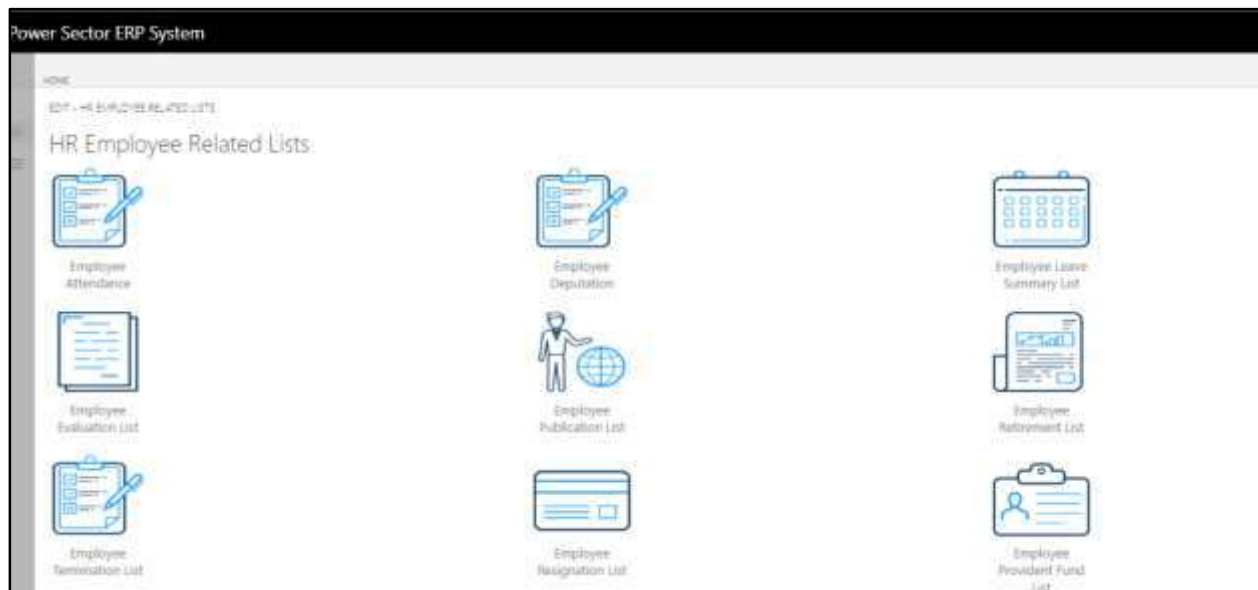 Power Sector ERP System
HOME
EDIT - HR EMPLOYEE RELATED LISTS
HR Employee Related Lists
Employee
Attendance
Employee
Deputation
Employee Leave
Summary List
Employee
Evaluation List
Employee
Publication List
Employee
Retirement List
Employee
Termination List
Employee
Resignation List
Employee
Provident Fund
List